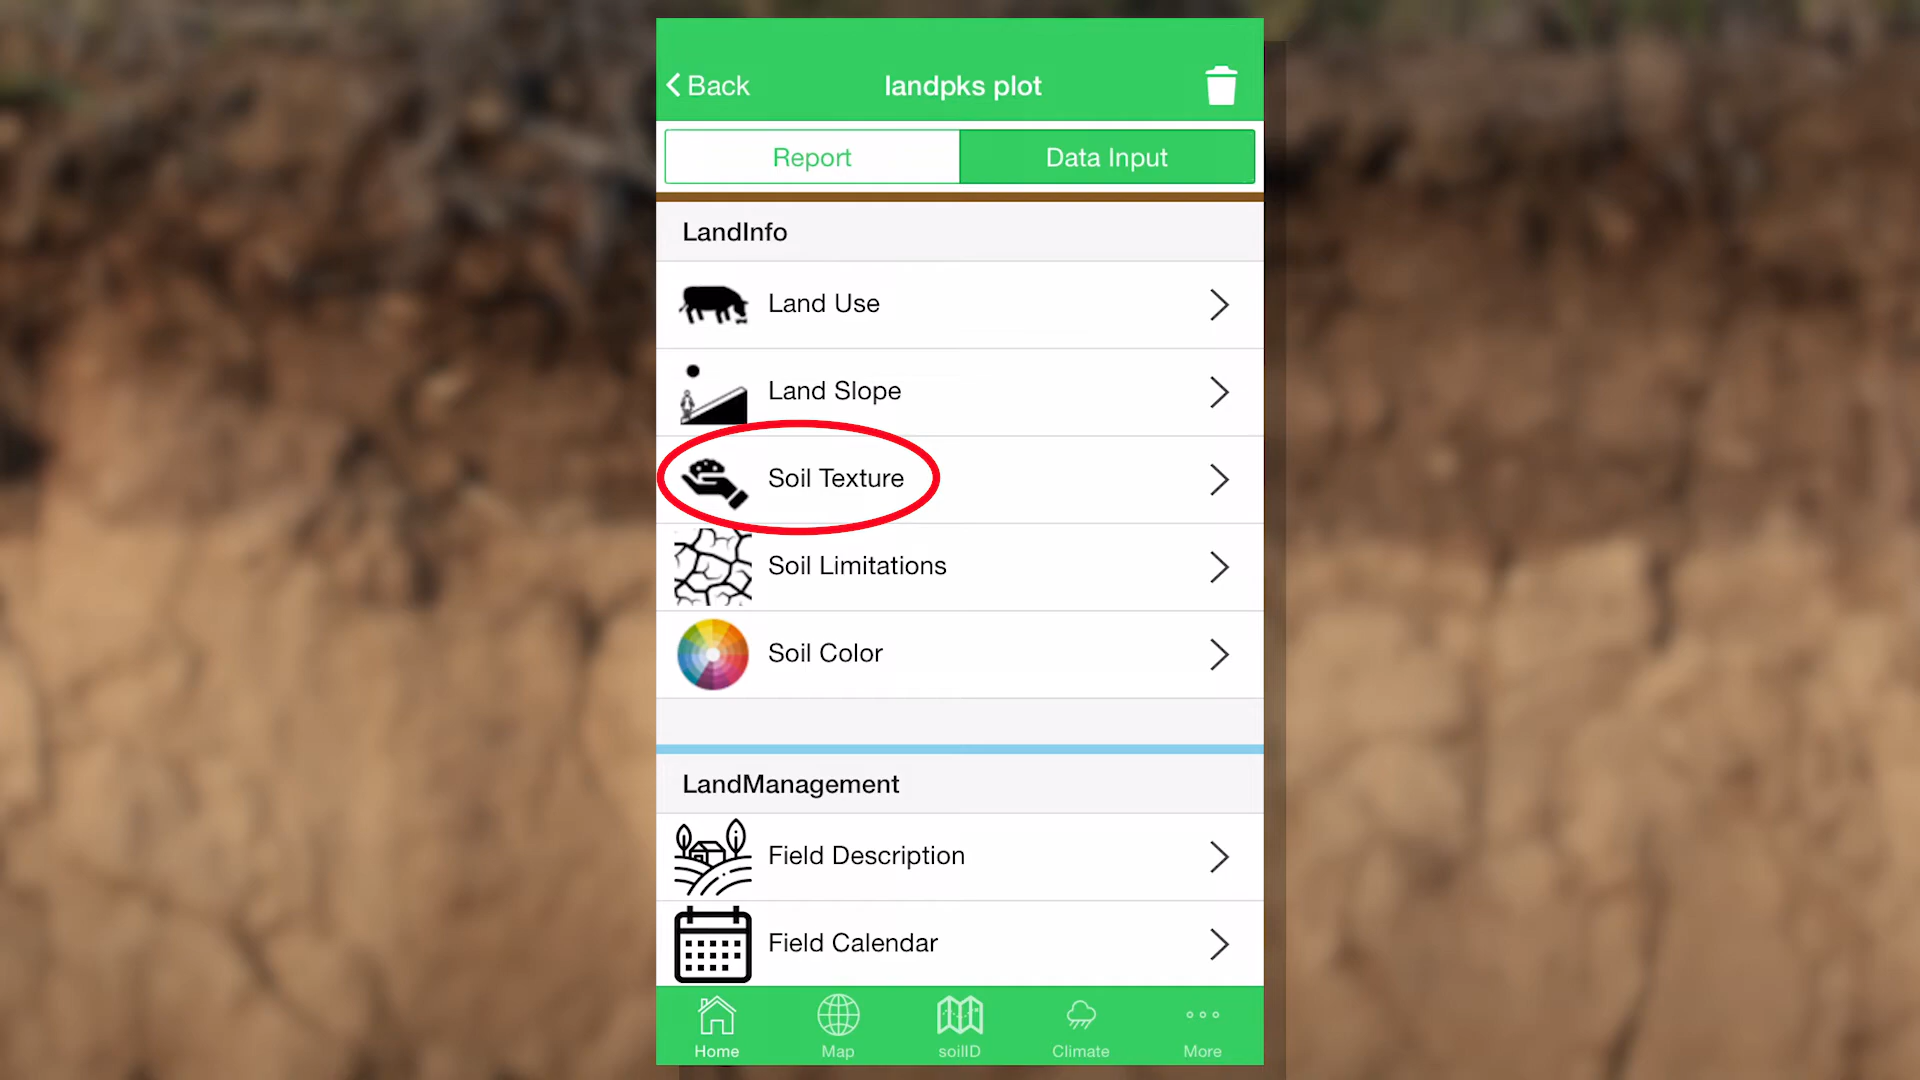 Back
landpks plot
Report
Data Input
LandInfo
Land Use
Land Slope
Soil Texture
Soil Limitations
Soil Color
LandManagement
Field Description
Field Calendar
Home
Map
soilID
Climate
More